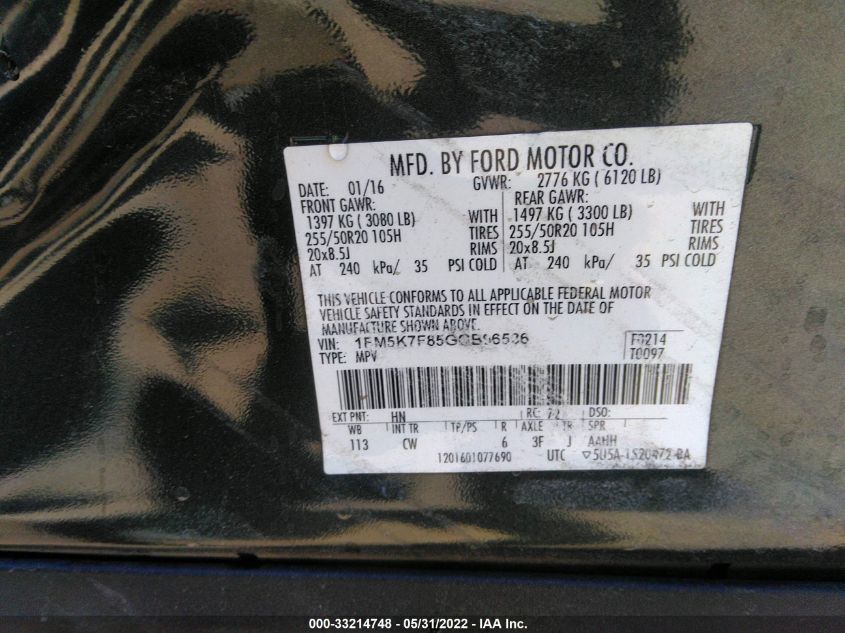 MFD. BY FORD MOTOR CO.
DATE: 01/16 GVWR: 2776 KG ( 6120 LB)
FRONT GAWR: REAR GAWR:
1397 KG ( 3080 LB) WITH 1497 KG ( 3300 LB) WITH
255/50R20 105H TIRES 255/50R20 105H TIRES
20x8.5J RIMS 20x8.5J RIMS
AT 240 kPa/ 35 PSI COLD AT 240 kPa/ 35 PSI COLD
THIS VEHICLE CONFORMS TO ALL APPLICABLE FEDERAL MOTOR
VEHICLE SAFETY STANDARDS IN EFFECT ON THE DATE OF
MANUFACTURE SHOWN ABOVE.
VIN: F0214
TYPE: MPV T0097
EXT PNT: HN RC: 72 DSO:
WB INT TR TP/PS R AXLE TR SPR
113 CW 6 3F J AAHH
1201601077690 UTC
000-33214748 - 05/31/2022 - IAA Inc.